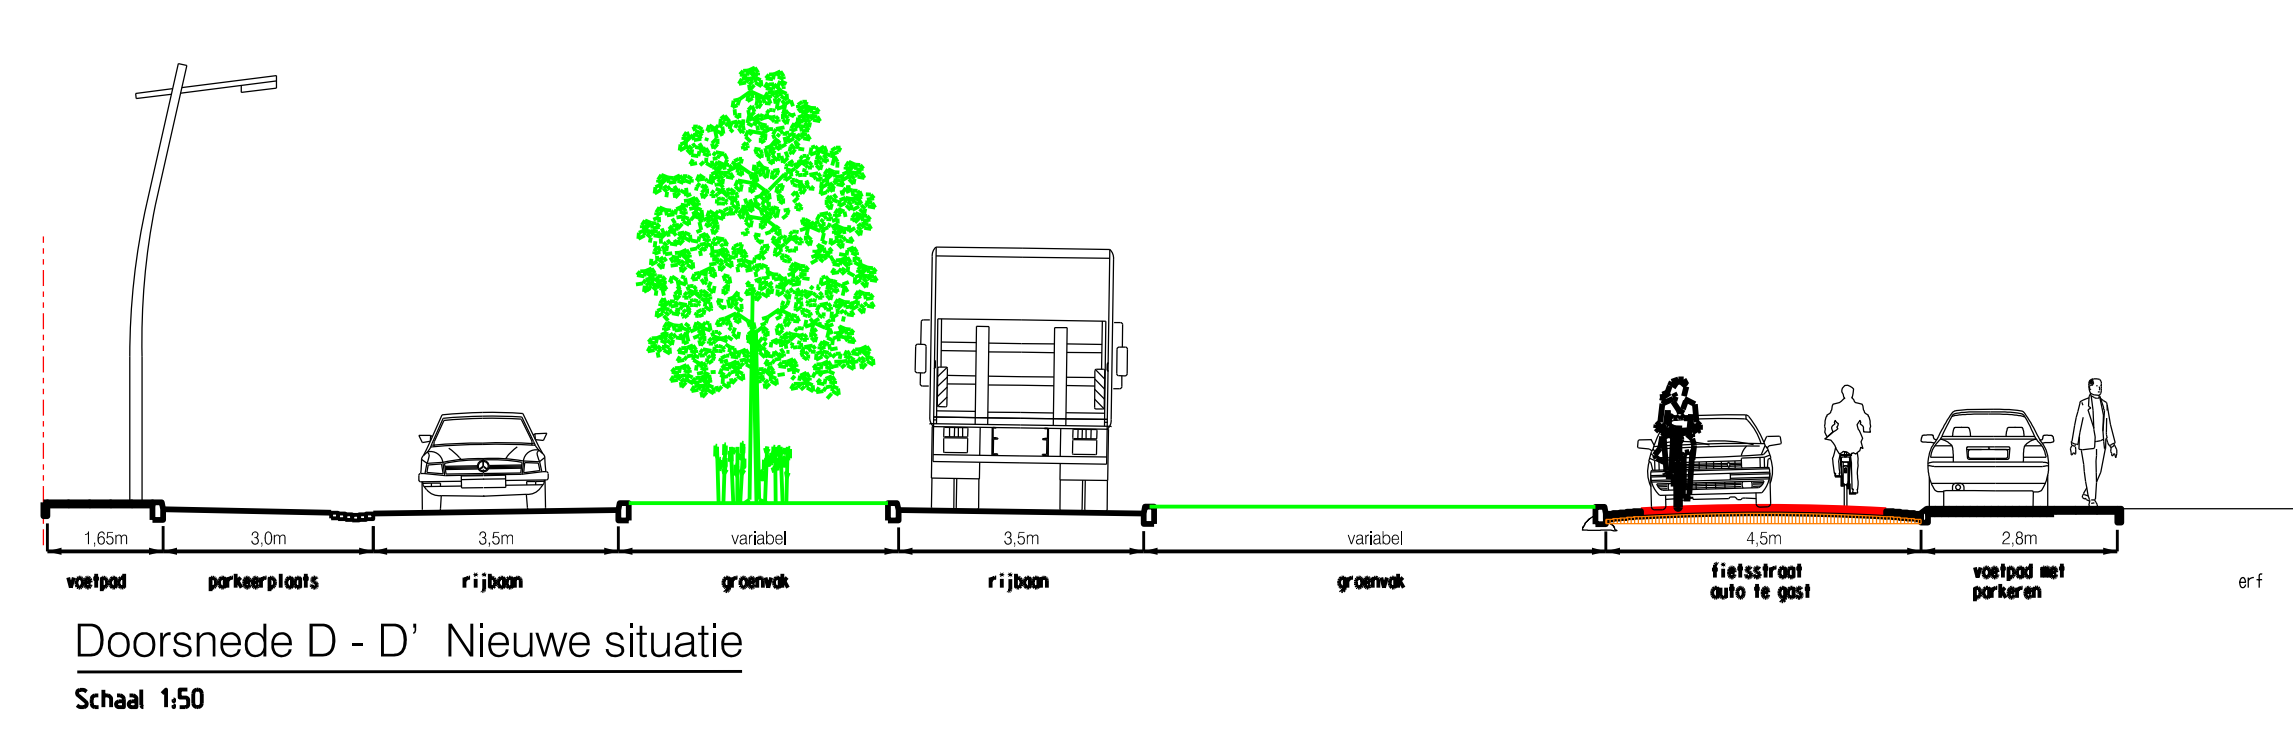 1,65m 3,0m 3,5m variabel 3,5m variabel 4,5m 2,8m
voetpad parkeerplaats rijbaan groenvak rijbaan groenvak fietsstraat voetpad met erf
auto te gast parkeren
Doorsnede D - D' Nieuwe situatie
Schaal 1:50